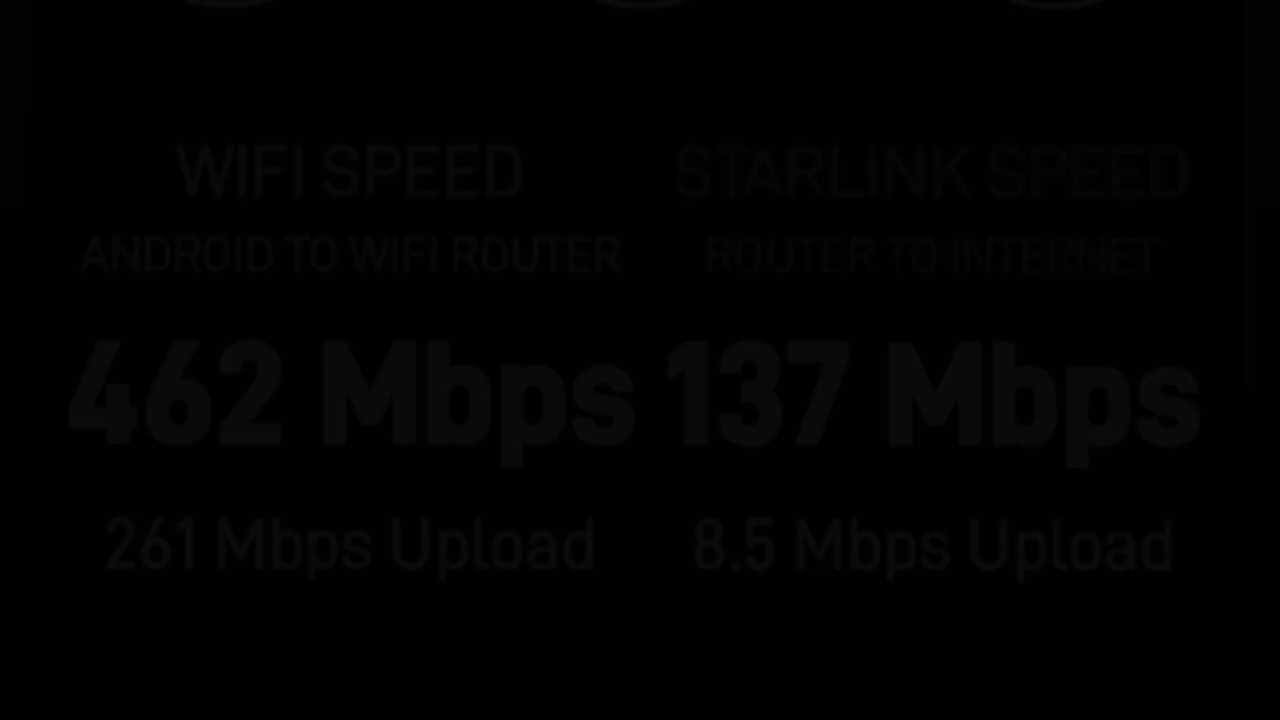 WIFI SPEED
ANDROID TO WIFI ROUTER
462 Mbps
261 Mbps Upload
STARLINK SPEED
ROUTER TO INTERNET
137 Mbps
8.5 Mbps Upload